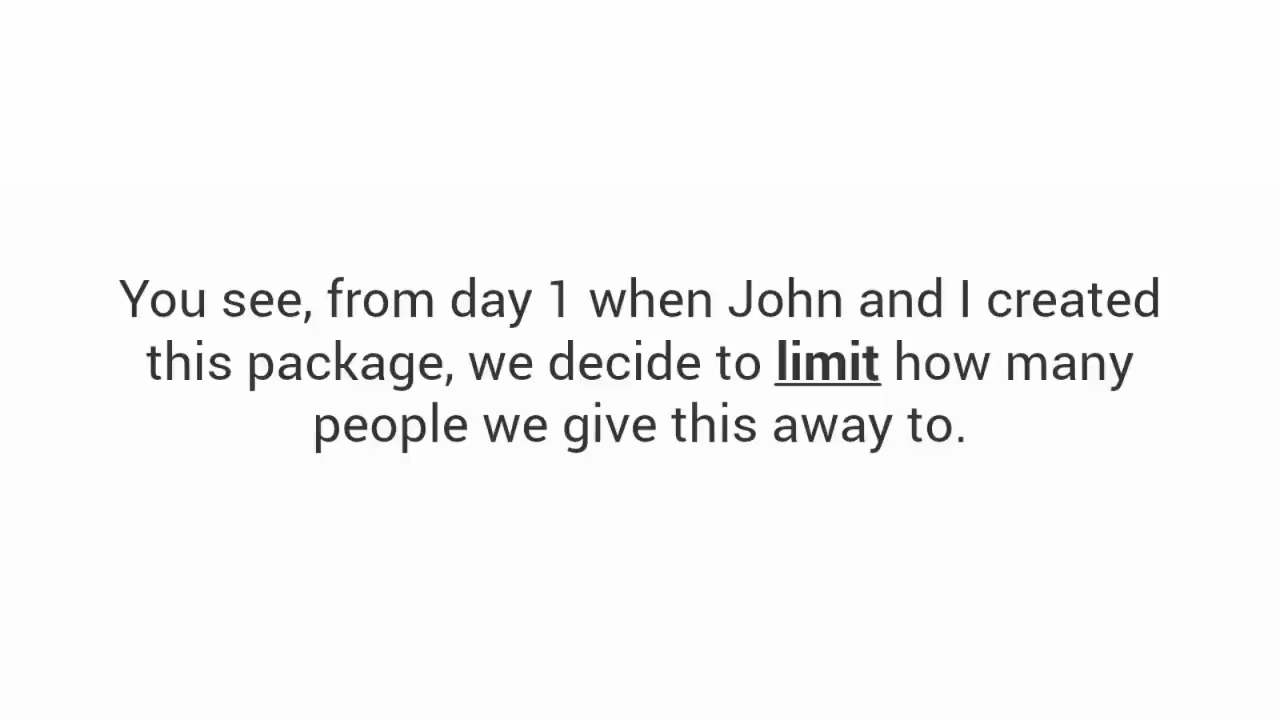 You see, from day 1 when John and I created
this package, we decide to limit how many
people we give this away to.